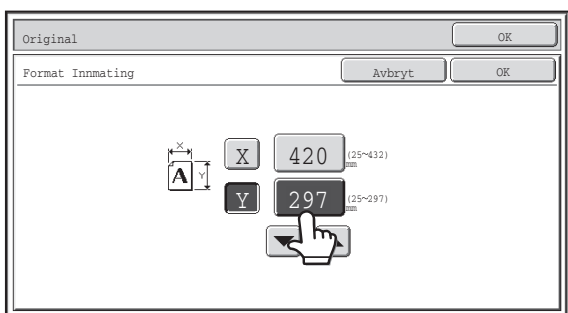 Original OK
Format Innmating Avbryt OK
X
X 420 (25~432)
mm
A Y
Y 297 (25~297)
mm